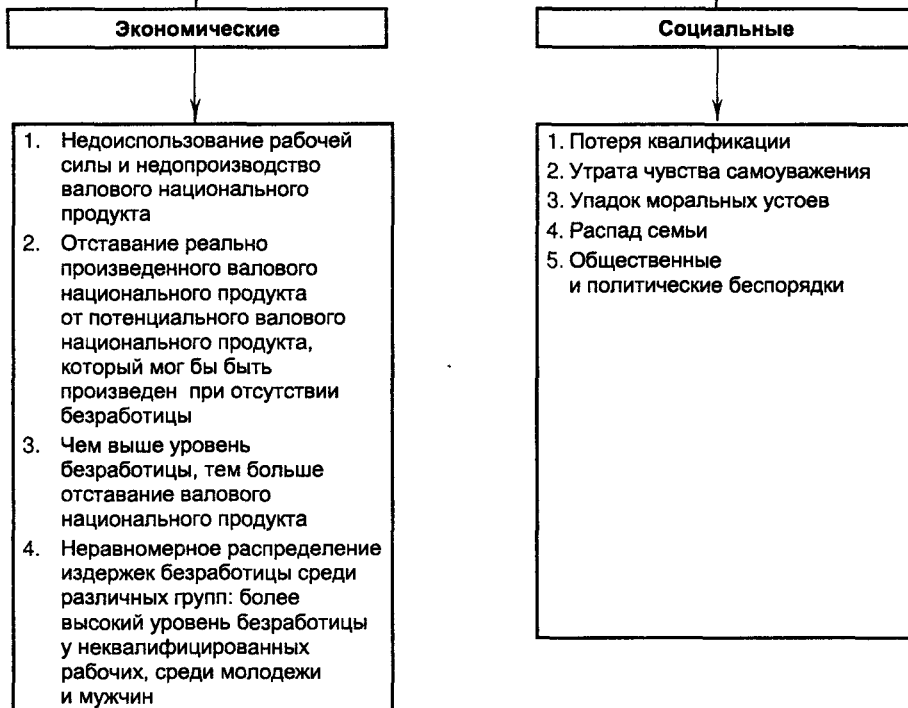 Экономические
1. Недоиспользование рабочей
силы и недопроизводство
валового национального
продукта
2. Отставание реально
произведенного валового
национального продукта
от потенциального валового
национального продукта,
который мог бы быть
произведен при отсутствии
безработицы
3. Чем выше уровень
безработицы, тем больше
отставание валового
национального продукта
4. Неравномерное распределение
издержек безработицы среди
различных групп: более
высокий уровень безработицы
у неквалифицированных
рабочих, среди молодежи
и мужчин
Социальные
1. Потеря квалификации
2. Утрата чувства самоуважения
3. Упадок моральных устоев
4. Распад семьи
5. Общественные
и политические беспорядки